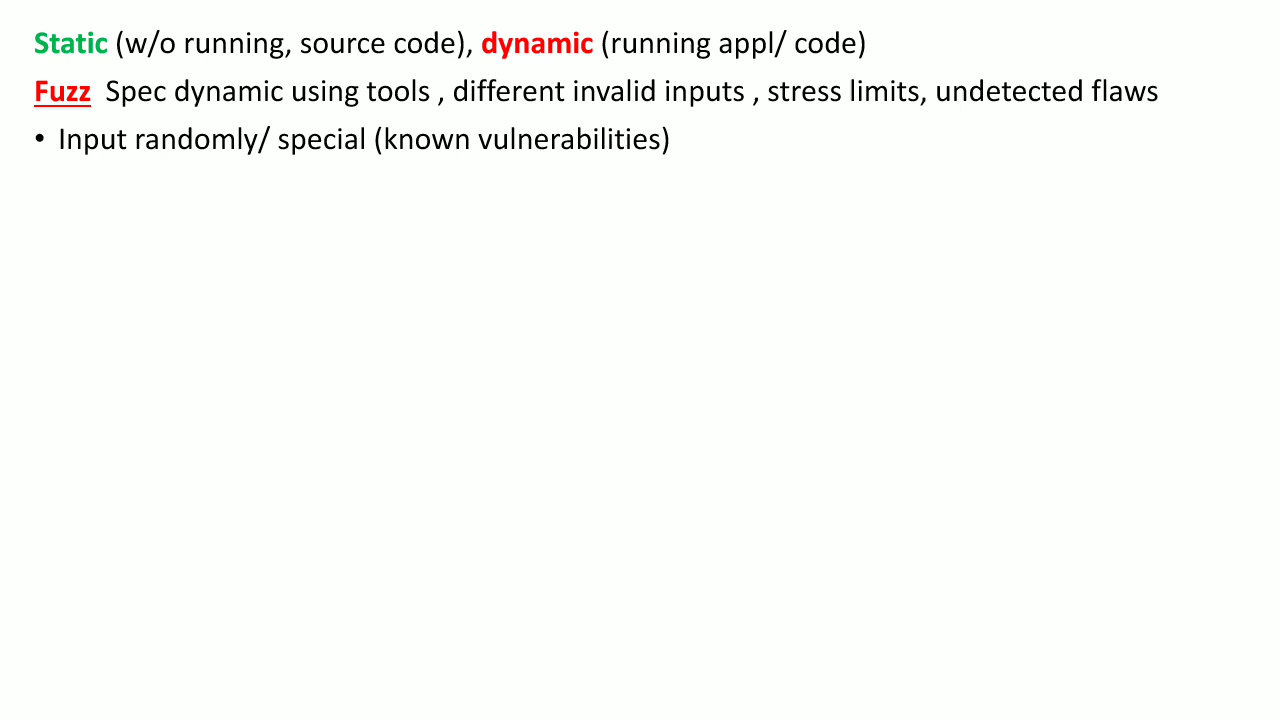 Static (w/o running, source code), dynamic (running appl/ code)
Fuzz Spec dynamic using tools , different invalid inputs , stress limits, undetected flaws
• Input randomly/ special (known vulnerabilities)